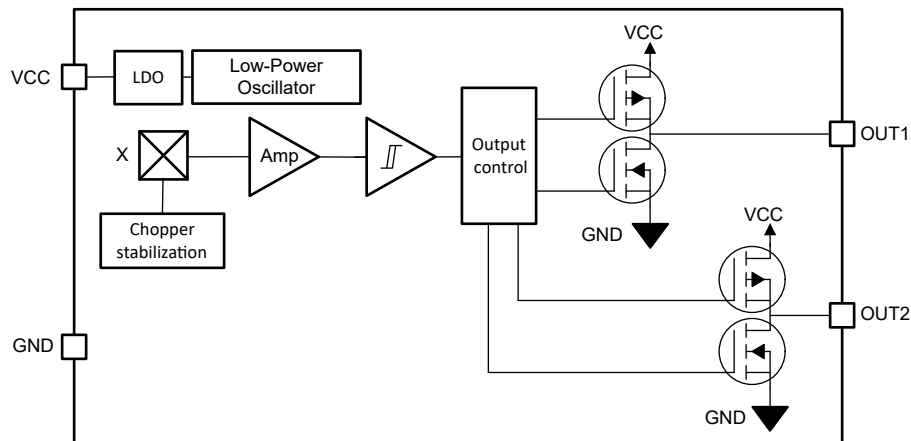 VCC
LDO
Low-Power
Oscillator
VCC
X
Amp
Output
control
OUT1
Chopper
stabilization
GND
VCC
GND
OUT2
GND